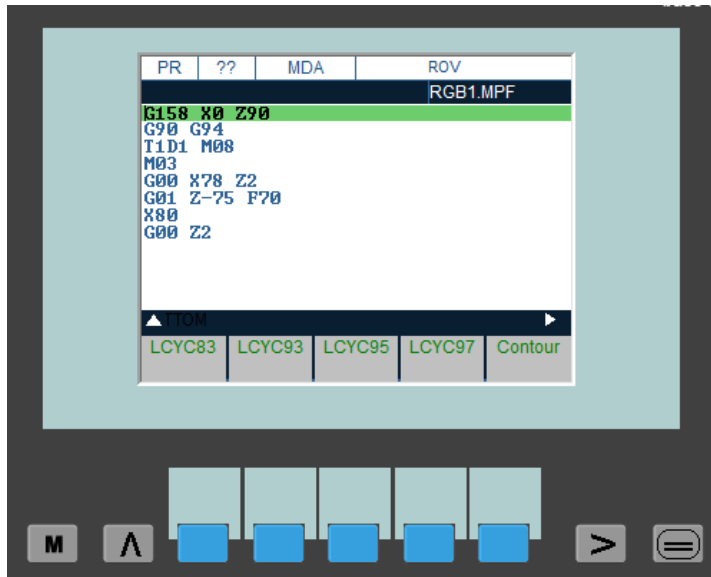 PR ?? MDA ROV
RGB1.MPF
G158 X0 Z90
G90 G94
T1D1 M08
M03
G00 X78 Z2
G01 Z-75 F70
X80
G00 Z2
TTOM
LCYC83 LCYC93 LCYC95 LCYC97 Contour
M Λ >